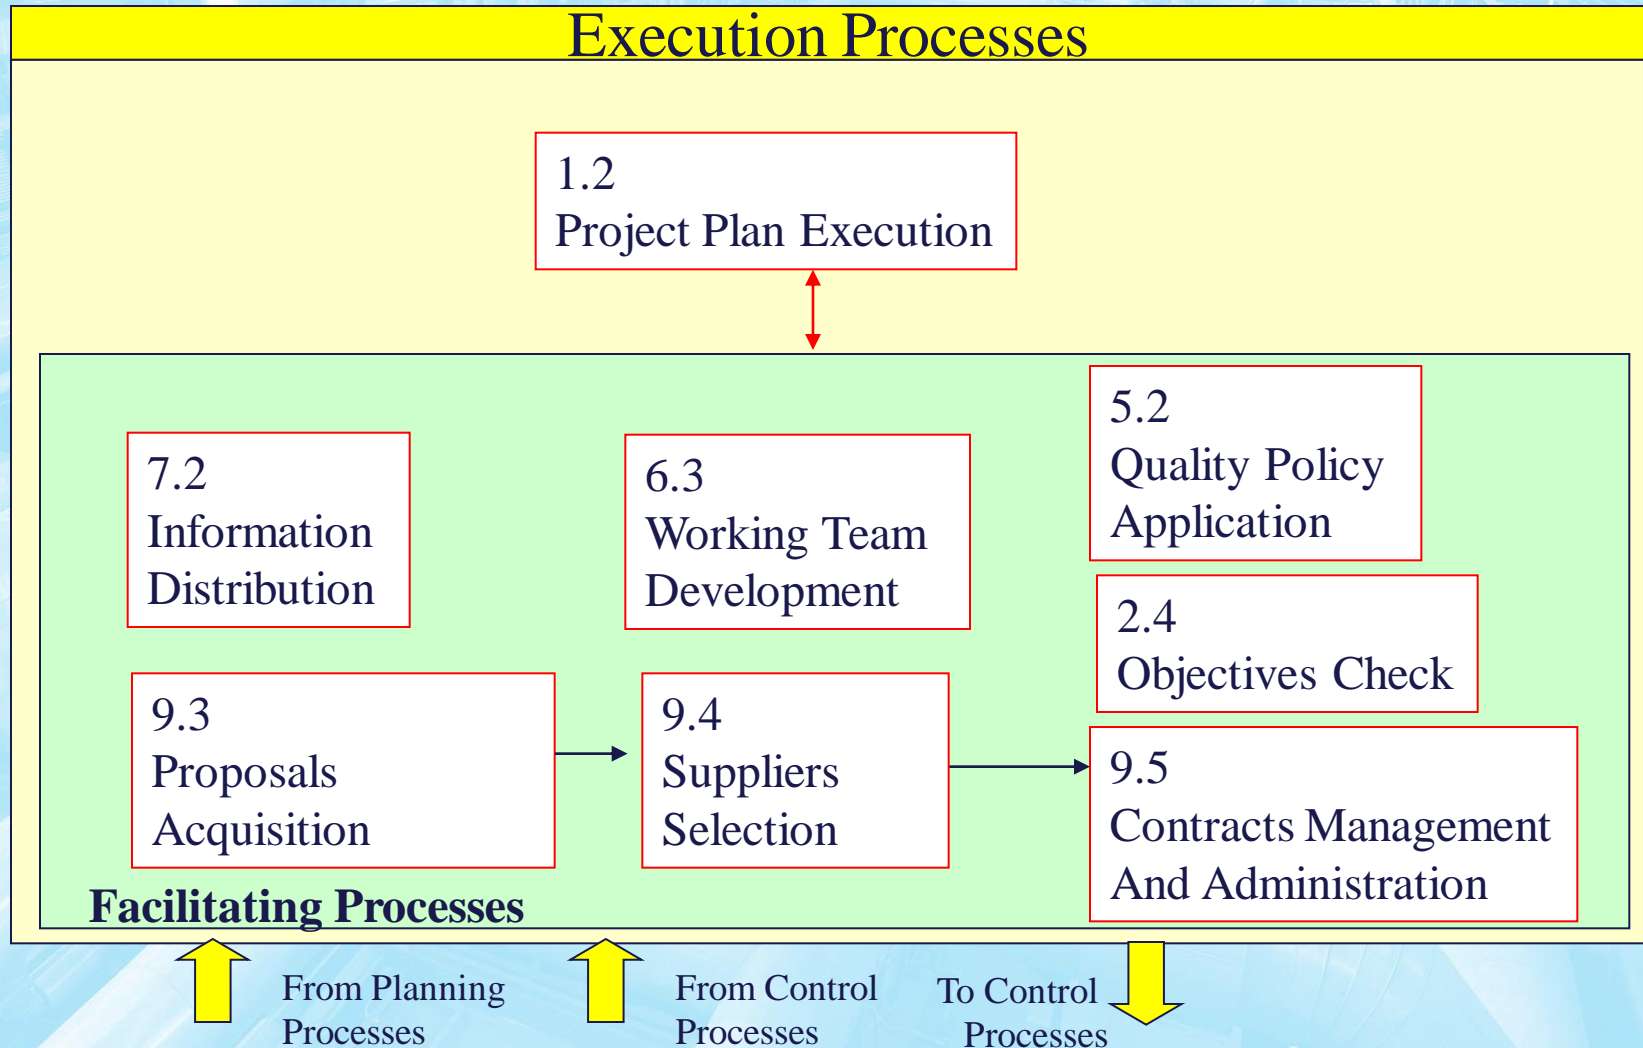 Execution Processes
1.2
Project Plan Execution
7.2
Information
Distribution
6.3
Working Team
Development
5.2
Quality Policy
Application
2.4
Objectives Check
9.3
Proposals
Acquisition
9.4
Suppliers
Selection
9.5
Contracts Management
And Administration
Facilitating Processes
From Planning
Processes
From Control
Processes
To Control
Processes